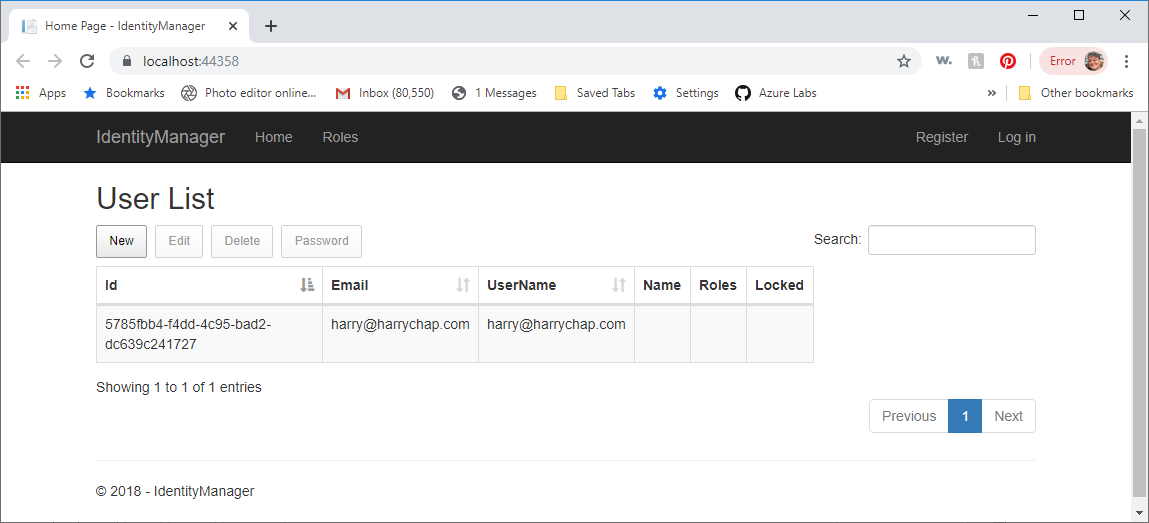 Home Page - IdentityManager
localhost:44358
w. Error
Apps Bookmarks Photo editor online... Inbox (80,550) 1 Messages Saved Tabs Settings Azure Labs » Other bookmarks
IdentityManager Home Roles Register Log in
User List
New Edit Delete Password Search:
Id Email UserName Name Roles Locked
5785fbb4-f4dd-4c95-bad2- harry@harrychap.com harry@harrychap.com
dc639c241727
Showing 1 to 1 of 1 entries
Previous 1 Next
© 2018 - IdentityManager